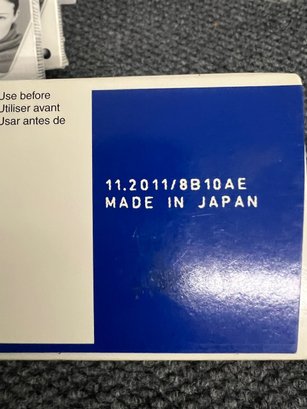 Use before
Utiliser avant
Usar antes de
11.2011/8B10AE
MADE IN JAPAN